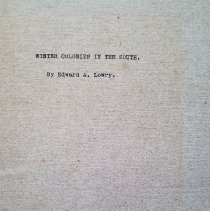 WINTER COLONIES IN THE SOUTH.
By Edward A. Lowry.